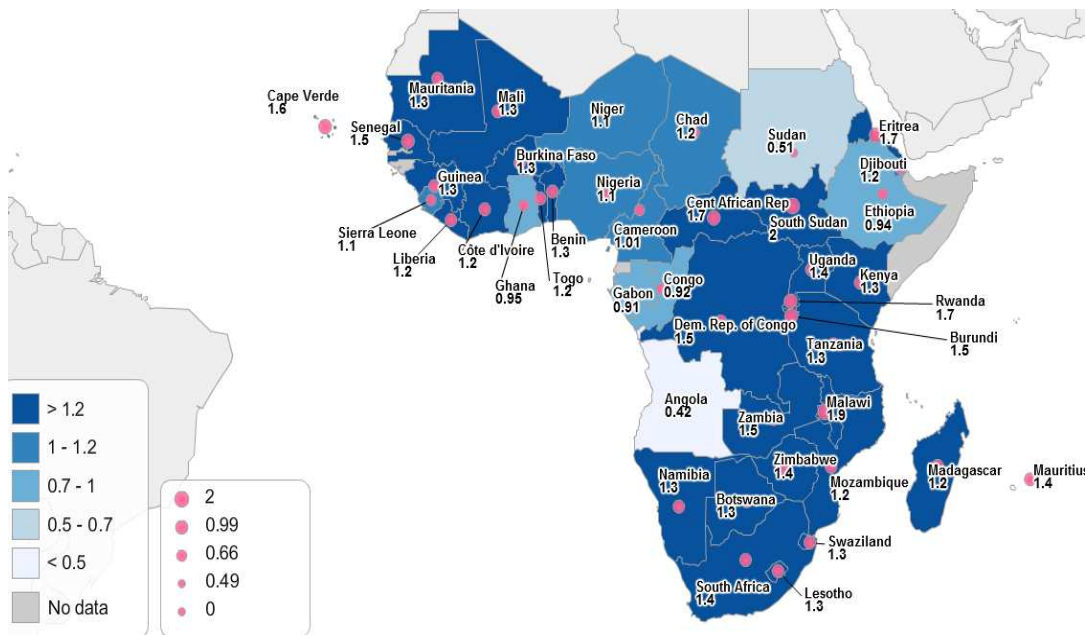 Cape Verde
1.6
Mauritania
1.3
Mali
1.3
Niger
1.1
Chad
1.2
Sudan
0.51
Eritrea
1.7
Senegal
1.5
Burkina Faso
1.3
Djibouti
1.2
Guinea
1.3
Nigeria
1.1
Cent African Rep
1.7
South Sudan
2
Ethiopia
0.94
Sierra Leone
1.1
Liberia
1.2
Côte d'Ivoire
1.2
Ghana
0.95
Togo
1.2
Benin
1.3
Cameroon
1.01
Gabon
0.91
Congo
0.92
Uganda
1.4
Kenya
1.3
Rwanda
1.7
Burundi
1.5
Dem. Rep. of Congo
1.5
Tanzania
1.3
Angola
0.42
Zambia
1.5
Malawi
1.9
Zimbabwe
1.4
Mozambique
1.2
Madagascar
1.2
Mauritius
1.4
Namibia
1.3
Botswana
1.3
Swaziland
1.3
South Africa
1.4
Lesotho
1.3
> 1.2
1 - 1.2
0.7 - 1
0.5 - 0.7
< 0.5
No data
2
0.99
0.66
0.49
0